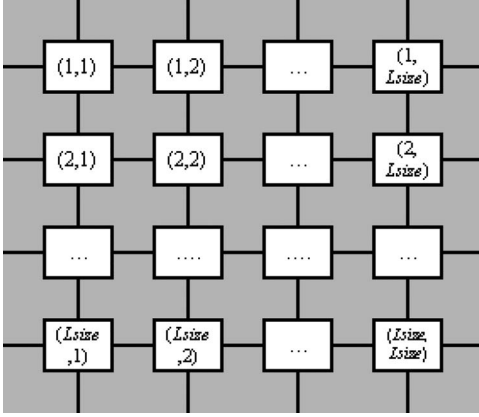 (1,1) (1,2) ... (1,
Lsize)
(2,1) (2,2) ... (2,
Lsize)
... .... .... ...
(Lsize
,1) (Lsize
,2) ... (Lsize,
Lsize)